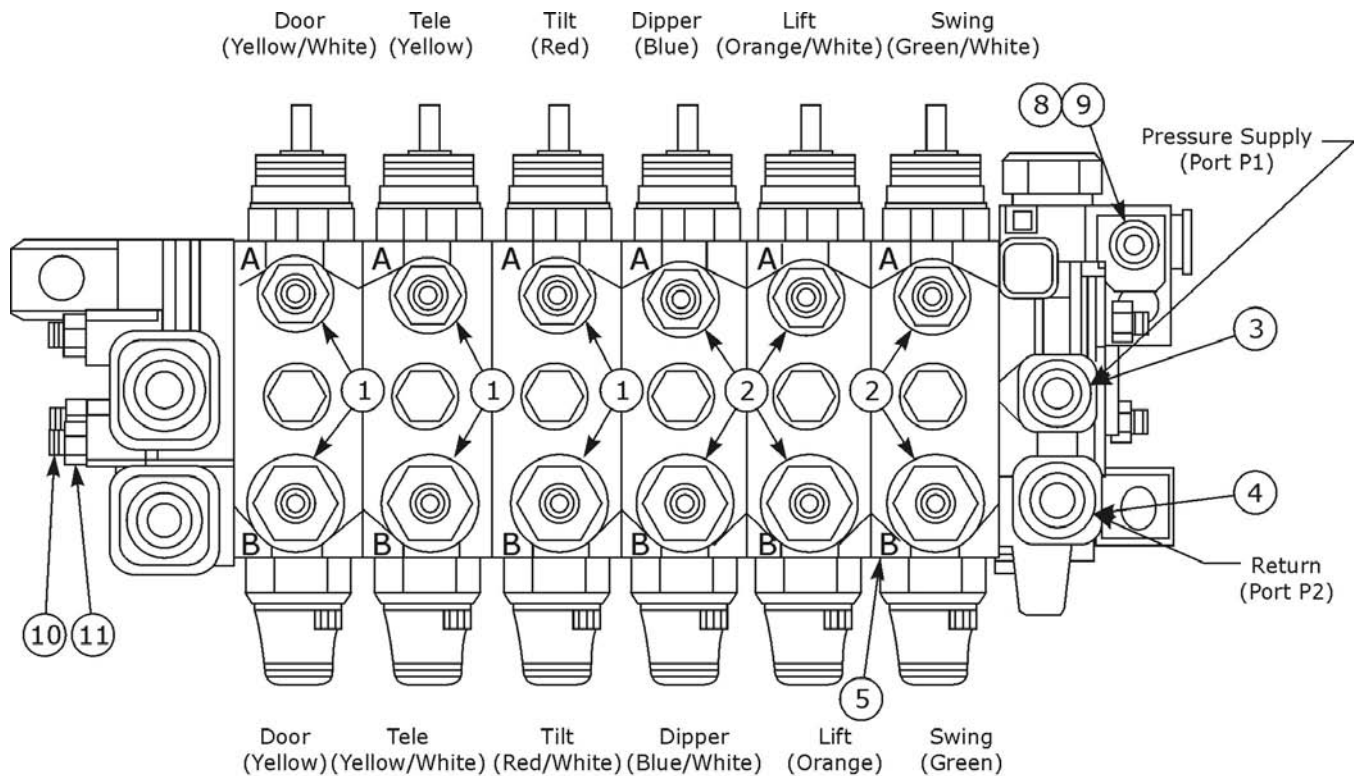 Door Tele Tilt Dipper Lift Swing
(Yellow/White) (Yellow) (Red) (Blue) (Orange/White) (Green/White)
8 9
Pressure Supply
(Port P1)
A A A A A A
3
1 1 1 2 2
4
B B B B B B
Return
(Port P2)
10 11
5
Door Tele Tilt Dipper Lift Swing
(Yellow) (Yellow/White) (Red/White) (Blue/White) (Orange) (Green)